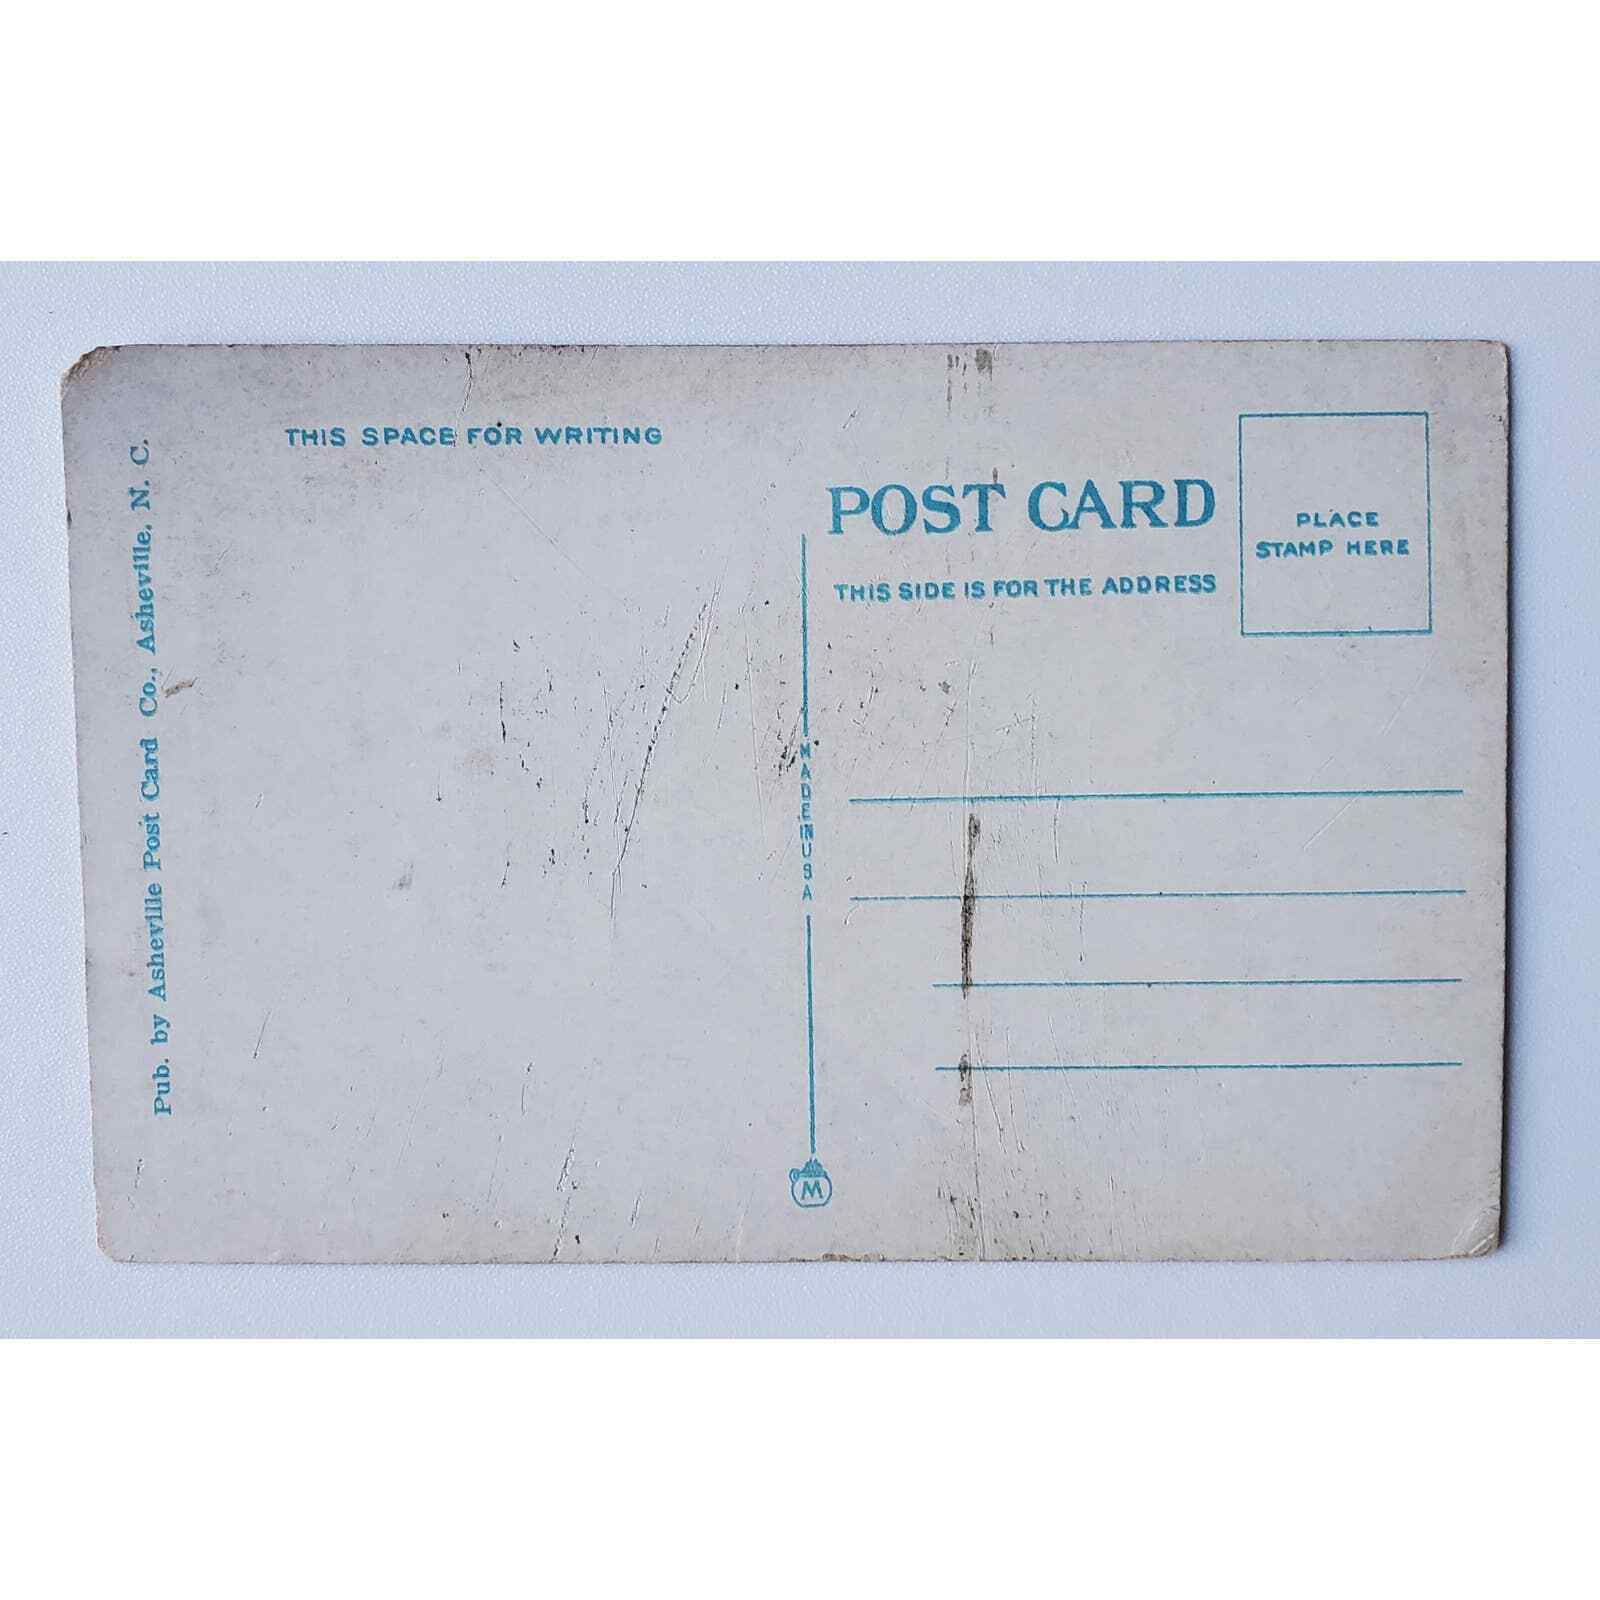 Pub. by Asheville Post Card Co., Asheville, N. C.
THIS SPACE FOR WRITING
POST CARD
THIS SIDE IS FOR THE ADDRESS
PLACE
STAMP HERE
MADE IN USA
M